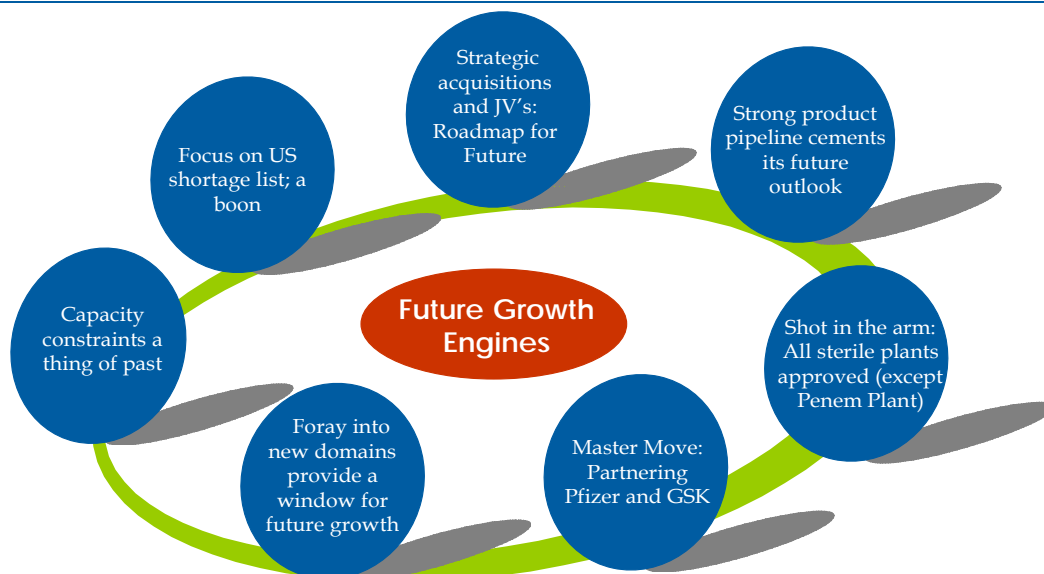 Strategic
acquisitions
and JV's:
Roadmap for
Future
Strong product
pipeline cements
its future
outlook
Focus on US
shortage list; a
boon
Future Growth
Engines
Capacity
constraints a
thing of past
Shot in the arm:
All sterile plants
approved (except
Penem Plant)
Foray into
new domains
provide a
window for
future growth
Master Move:
Partnering
Pfizer and GSK